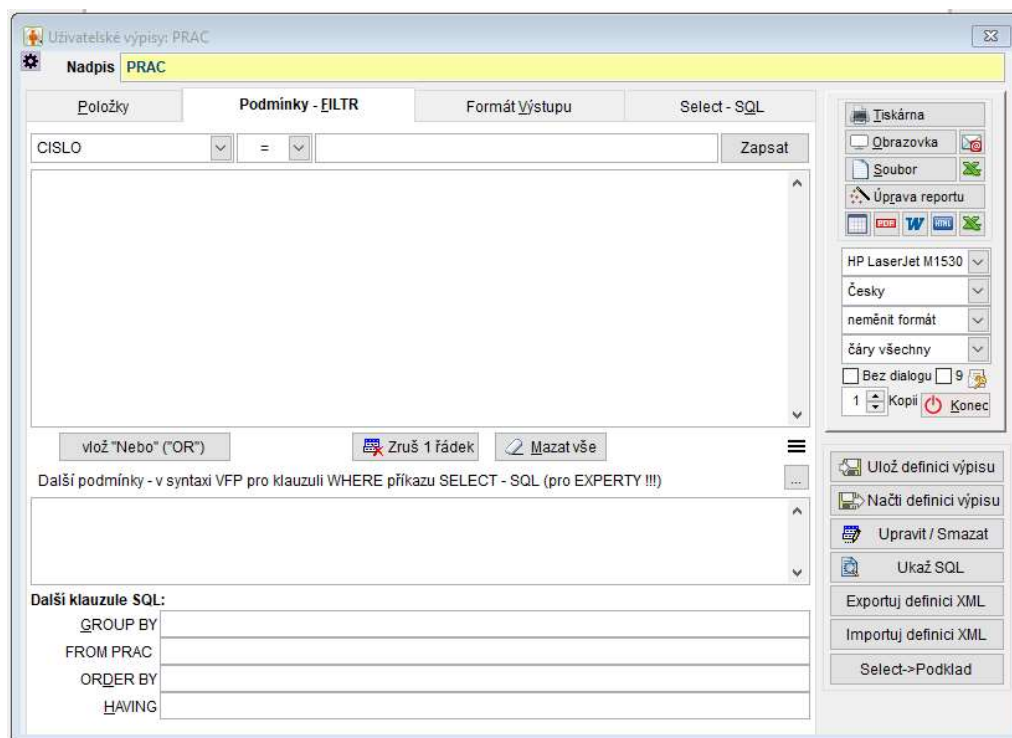 Uživatelské výpisy: PRAC
Nadpis PRAC
Položky Podmínky - FILTR Formát Výstupu Select - SQL
CISLO = Zapsat
vlož "Nebo" ("OR") Zruš 1 řádek Mazat vše
Další podmínky - v syntaxi VFP pro klauzuli WHERE příkazu SELECT - SQL (pro EXPERTY !!!) ...
Další klauzule SQL:
GROUP BY
FROM PRAC
ORDER BY
HAVING
Tiskárna
Obrazovka
Soubor
Úprava reportu
PDF W HTML
HP LaserJet M1530
Česky
neměnit formát
čáry všechny
Bez dialogu 9
1 Kopií Konec
Ulož definici výpisu
Načti definici výpisu
Upravit / Smazat
Ukaž SQL
Exportuj definici XML
Importuj definici XML
Select->Podklad